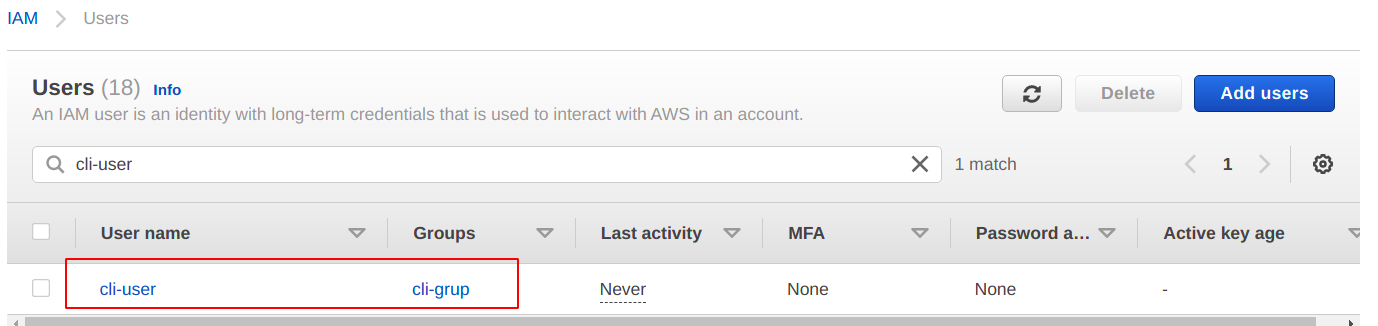 IAM > Users
Users (18) Info
Delete
Add users
An IAM user is an identity with long-term credentials that is used to interact with AWS in an account.
cli-user
1 match
1
User name Groups Last activity MFA Password a... Active key age
cli-user cli-grup Never None None -